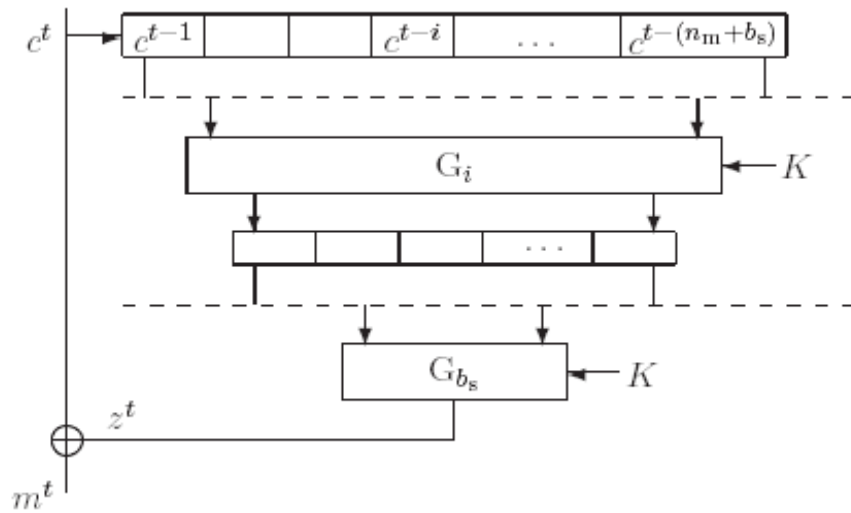 c^t c^{t-1} c^{t-i} ... c^{t-(n_m+b_s)}
G_i K
...
G_{b_s} K
z^t
m^t